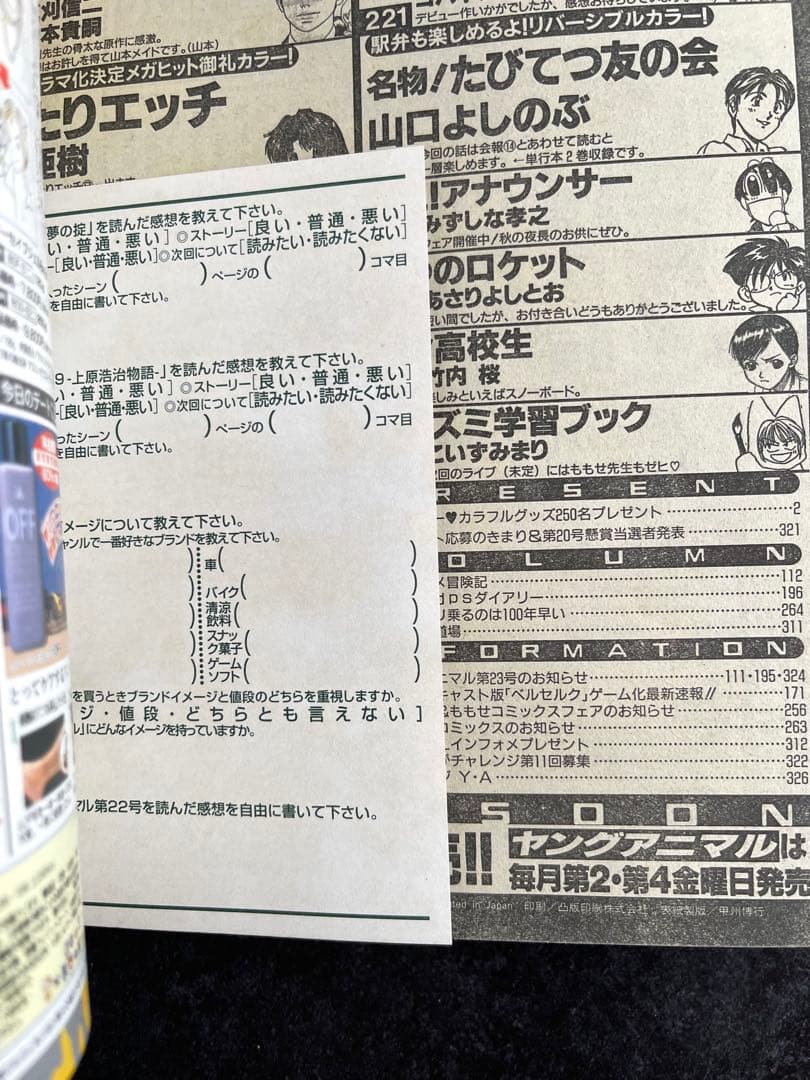 刈信二
本貴嗣
先生の骨太な原作に感激。
はお許しを得て山本メイドです。(山本)
ラマ化決定メガヒット御礼カラー!
たりエッチ
亜樹
221
デビュー作いかがでしたか、感想お待ちしています
駅弁も楽しめるよ!!リバーシブルカラー!
名物!たびてつ友の会
山口よしのぶ
今回の話は会報⑭とあわせて読むと
一層楽しめます。←単行本2巻収録です。
!!アナウンサー
みずしな孝之
ウェア開催中!秋の夜長のお供にぜひ。
のロケット
あさりよしとお
短い間でしたが、お付き合いどうもありがとうございました。
高校生
竹内 桜
楽しみといえばスノーボード。
ズミ学習ブック
こいずみまり
次回のライブ(未定)にはももせ先生もゼヒ♡
RESENT
ー♥カラフルグッズ250名プレゼント 2
ト応募のきまり&第20号懸賞当選者発表 321
OLUMN
メ冒険記 112
dpsダイアリー 196
リ乗るのは100年早い 264
道場 311
FORMATION
ニマル第23号のお知らせ 111・195・324
キャスト版「ベルセルク」ゲーム化最新速報!! 171
&ももせコミックスフェアのお知らせ 256
コミックスのお知らせ 263
インフォメプレゼント 312
チャレンジ第11回募集 322
Y・A 326
SOON
売!!
ヤングアニマルは
毎月第2・第4金曜日発売
ted in Japan 印刷/凸版印刷株式会社 表紙製版/甲州博行
夢の掟」を読んだ感想を教えて下さい。
い・普通・悪い]◎ストーリー[良い・普通・悪い]
ー[良い・普通・悪い]◎次回について[読みたい・読みたくない]
ったシーン( )ページの( )コマ目
を自由に書いて下さい。
9-上原浩治物語-」を読んだ感想を教えて下さい。
い・普通・悪い]◎ストーリー[良い・普通・悪い]
ー[良い・普通・悪い]◎次回について[読みたい・読みたくない]
ったシーン( )ページの( )コマ目
を自由に書いて下さい。
メージについて教えて下さい。
ャンルで一番好きなブランドを教えて下さい。
) 車( )
) バイク( )
) 清涼飲料( )
) スナック菓子( )
) ゲームソフト( )
を買うときブランドイメージと値段のどちらを重視しますか。
ジ・値段・どちらとも言えない]
ル」にどんなイメージを持っていますか。
マル第22号を読んだ感想を自由に書いて下さい。
今日のデート
OFF